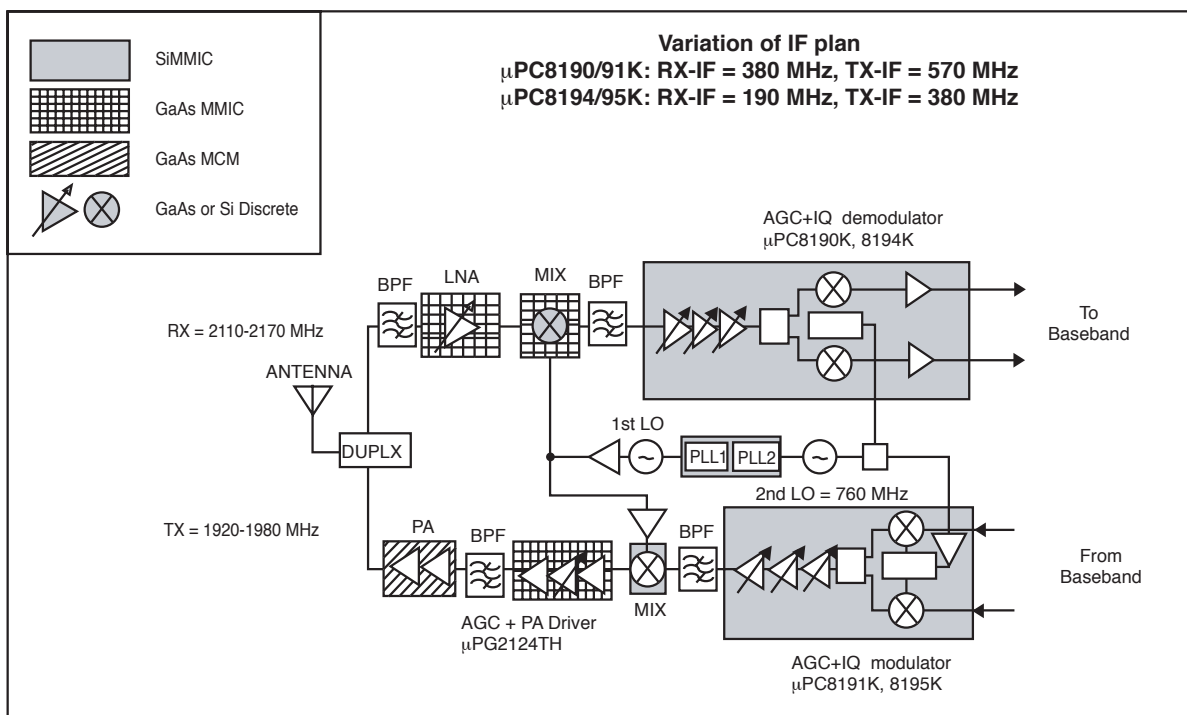 SiMMIC
GaAs MMIC
GaAs MCM
GaAs or Si Discrete
Variation of IF plan
µPC8190/91K: RX-IF = 380 MHz, TX-IF = 570 MHz
µPC8194/95K: RX-IF = 190 MHz, TX-IF = 380 MHz
AGC+IQ demodulator
µPC8190K, 8194K
BPF
LNA
MIX
BPF
RX = 2110-2170 MHz
To
Baseband
ANTENNA
DUPLX
1st LO
PLL1
PLL2
2nd LO = 760 MHz
TX = 1920-1980 MHz
PA
BPF
BPF
MIX
From
Baseband
AGC + PA Driver
µPG2124TH
AGC+IQ modulator
µPC8191K, 8195K